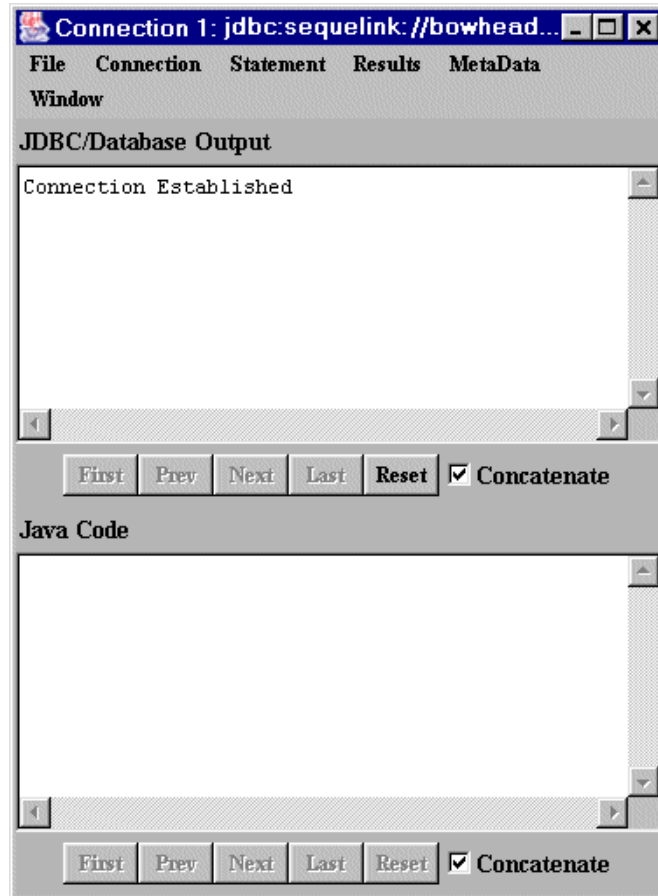 Connection 1: jdbc:sequelink://bowhead...
File Connection Statement Results MetaData
Window
JDBC/Database Output
Connection Established
First Prev Next Last Reset Concatenate
Java Code
First Prev Next Last Reset Concatenate